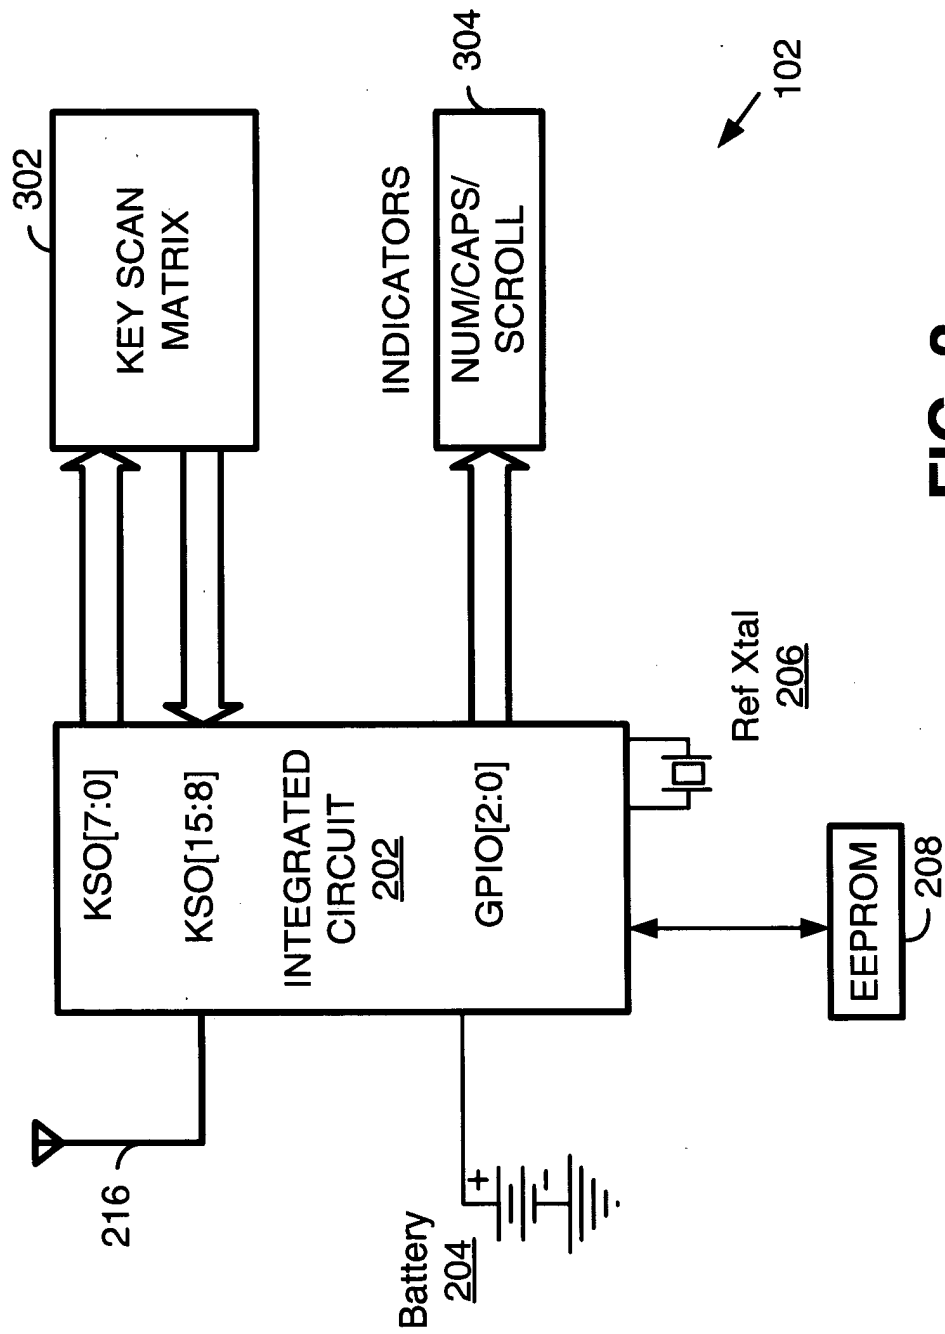 302
KEY SCAN
MATRIX
INDICATORS
304
NUM/CAPS/
SCROLL
102
KSO[7:0]
KSO[15:8]
INTEGRATED
CIRCUIT
202
GPIO[2:0]
216
Battery
204
+
-
Ref Xtal
206
EEPROM
208
FIG.